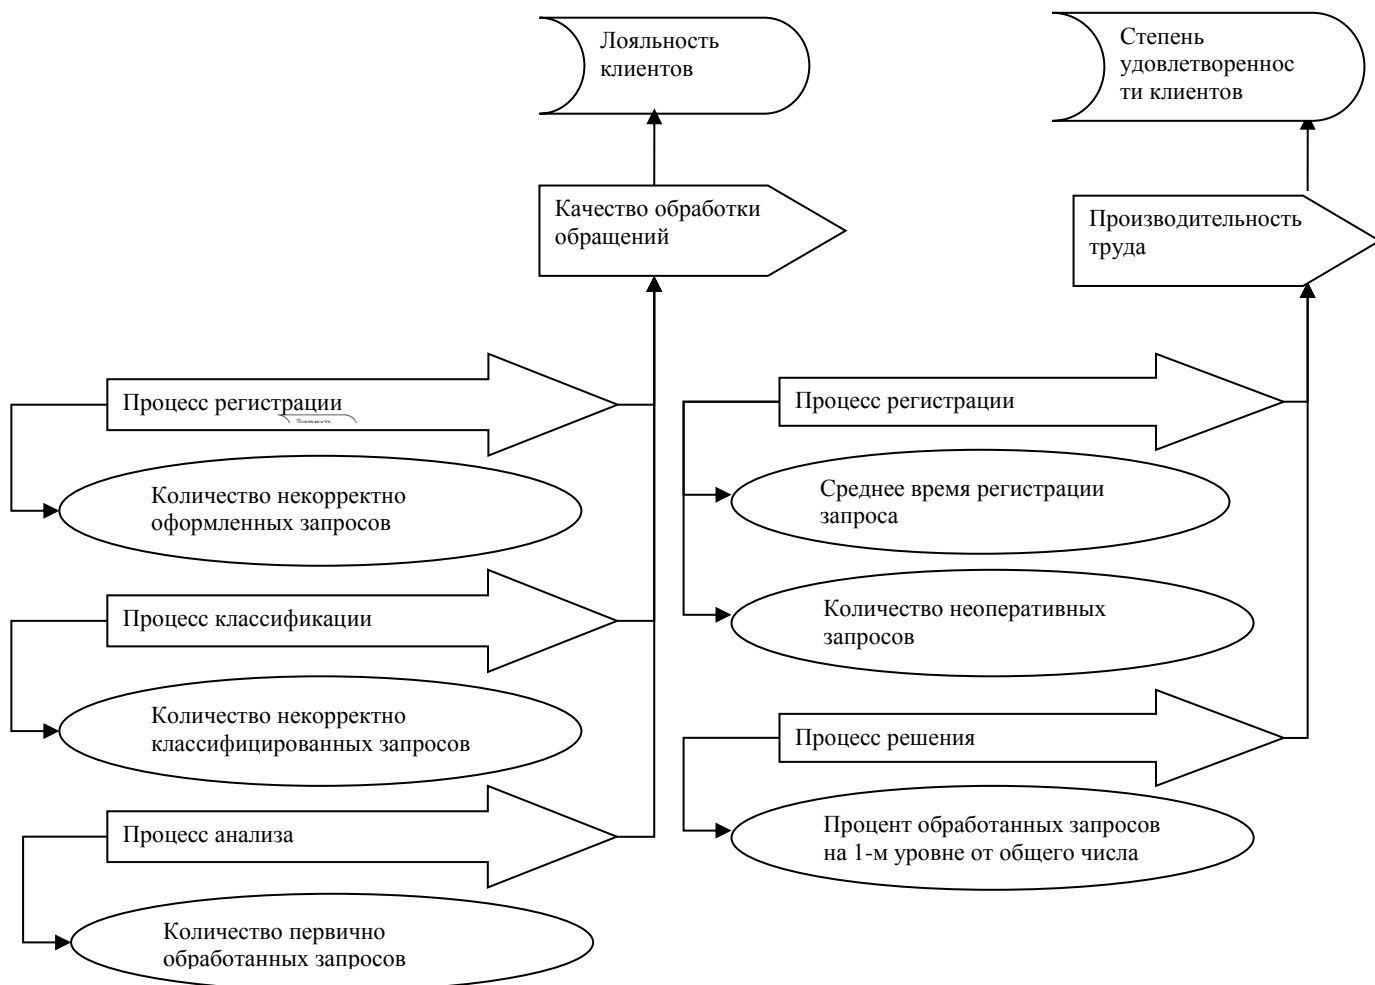 Лояльность
клиентов
Степень
удовлетвореннос
ти клиентов
Качество обработки
обращений
Производительность
труда
Процесс регистрации
Лояльность
Количество некорректно
оформленных запросов
Процесс классификации
Количество некорректно
классифицированных запросов
Процесс анализа
Количество первично
обработанных запросов
Процесс регистрации
Среднее время регистрации
запроса
Количество неоперативных
запросов
Процесс решения
Процент обработанных запросов
на 1-м уровне от общего числа